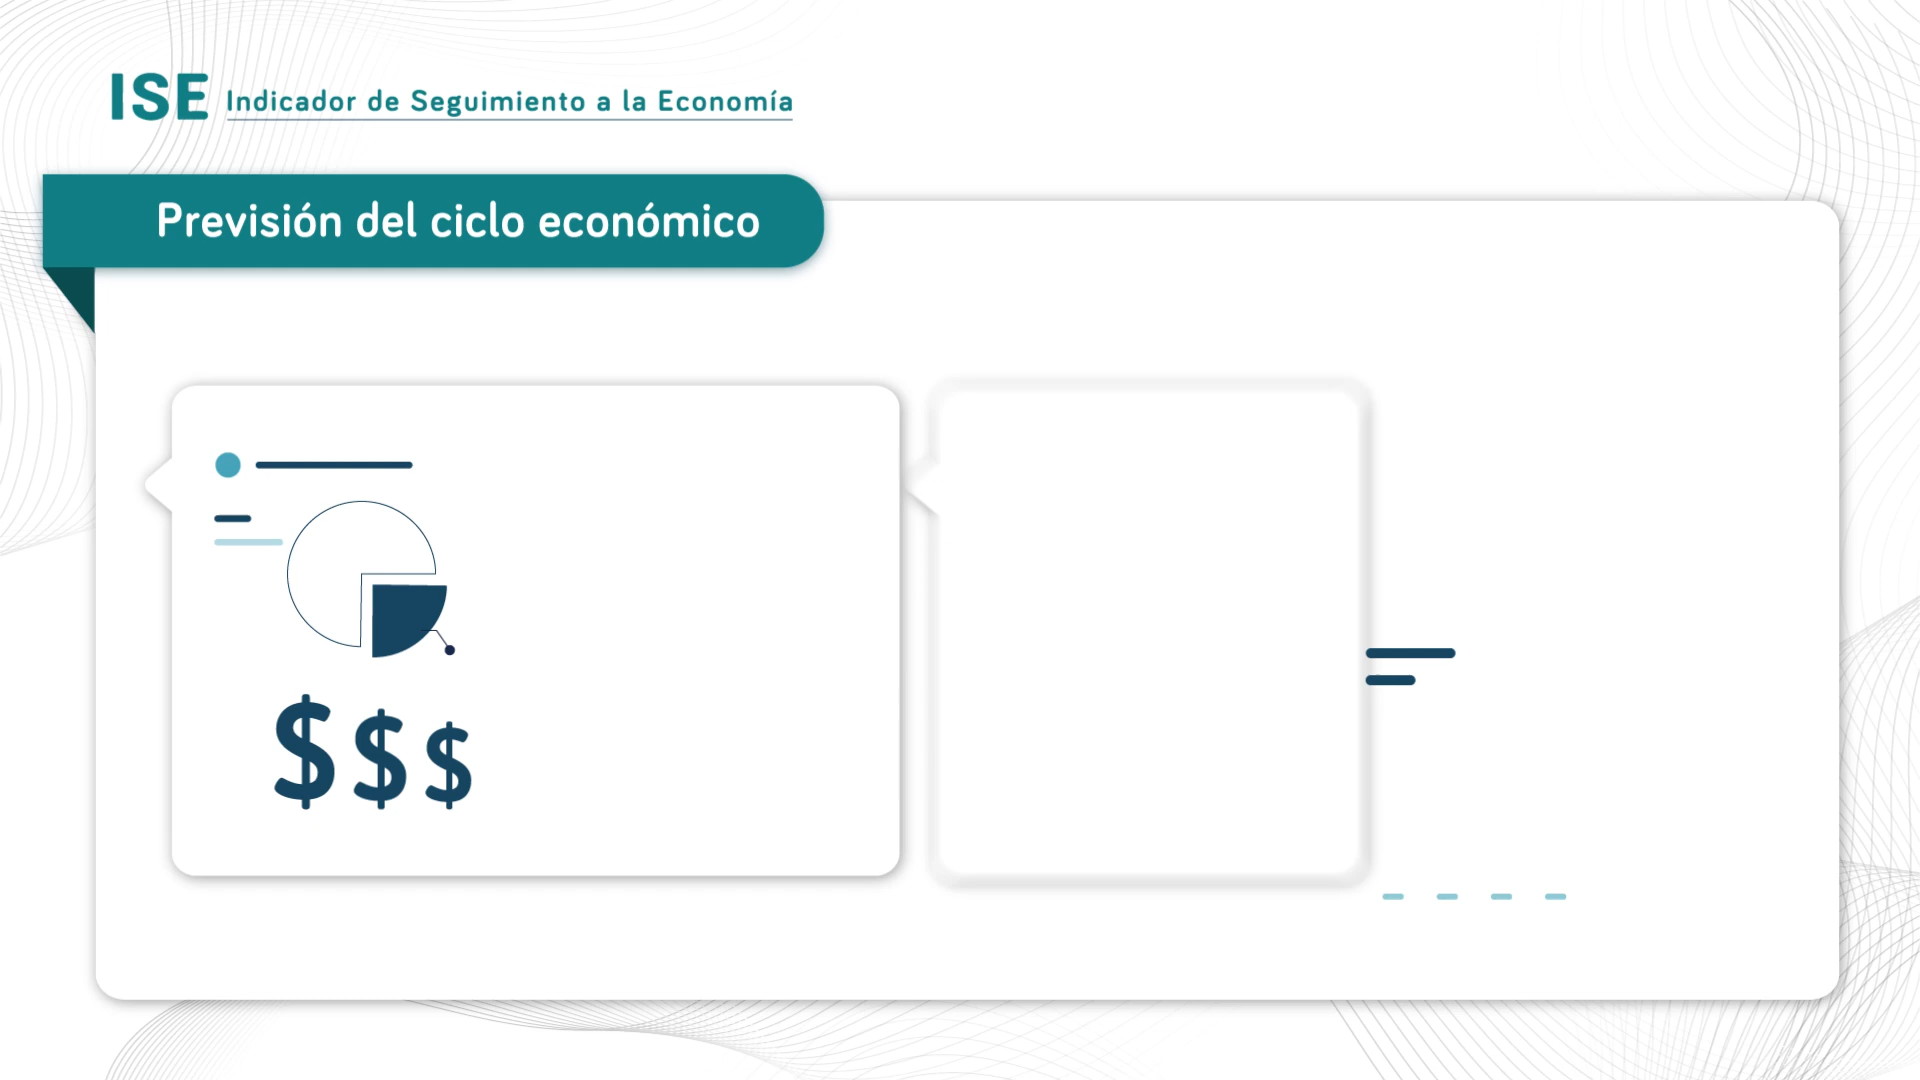 ISE Indicador de Seguimiento a la Economía
Previsión del ciclo económico
$ $ $